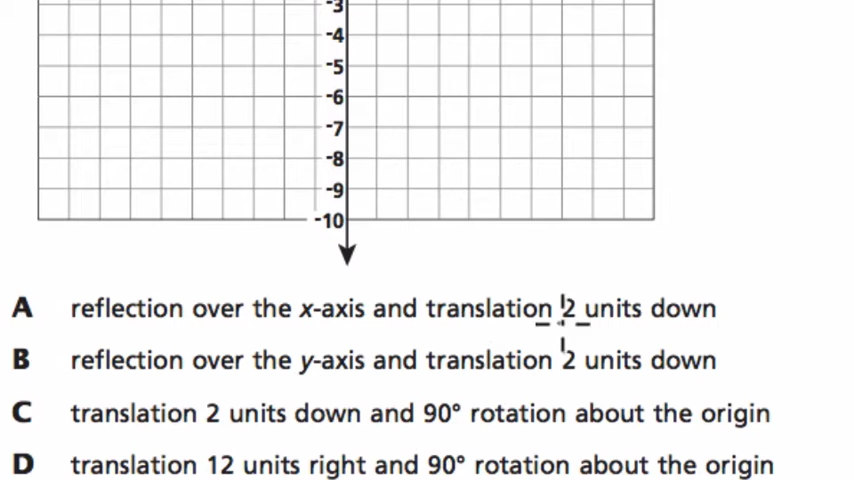 -3
-4
-5
-6
-7
-8
-9
-10
A reflection over the x-axis and translation 2 units down
B reflection over the y-axis and translation 2 units down
C translation 2 units down and 90° rotation about the origin
D translation 12 units right and 90° rotation about the origin